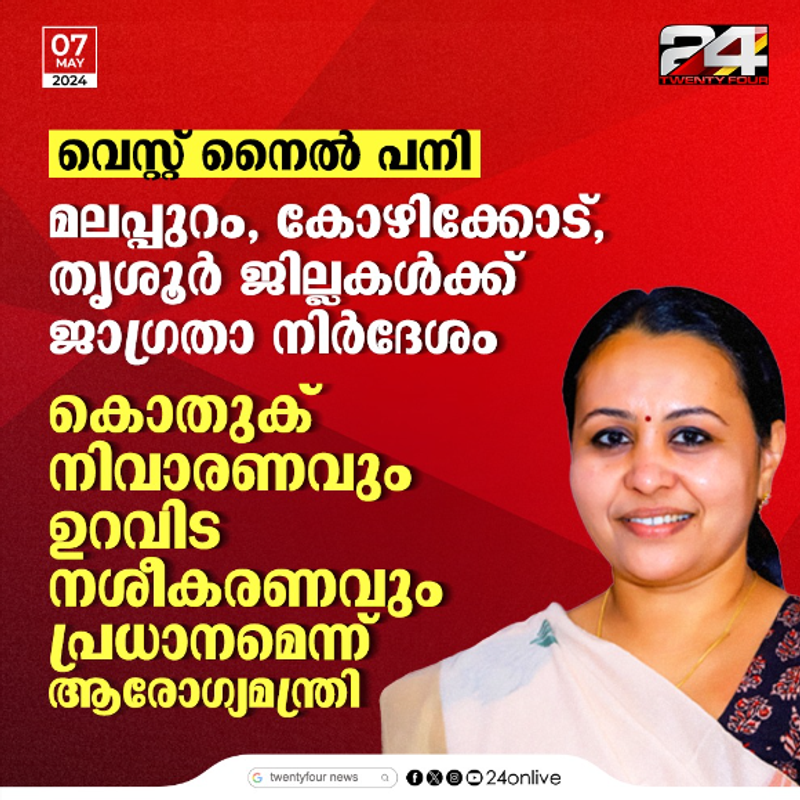 07
MAY
2024
24
TWENTY FOUR
വെസ്റ്റ് നൈൽ പനി
മലപ്പുറം, കോഴിക്കോട്,
തൃശൂർ ജില്ലകൾക്ക്
ജാഗ്രതാ നിർദേശം
കൊതുക്
നിവാരണവും
ഉറവിട
നശീകരണവും
പ്രധാനമെന്ന്
ആരോഗ്യമന്ത്രി
twentyfour news
24onlive